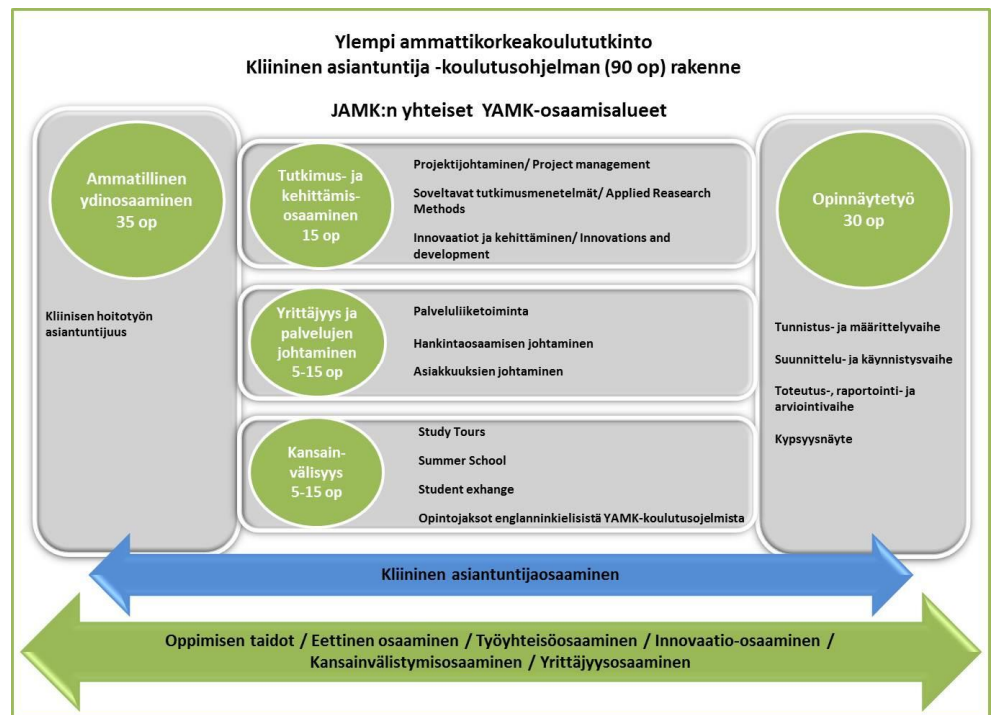 Ylempi ammattikorkeakoulututkinto
Kliininen asiantuntija -koulutusohjelman (90 op) rakenne
JAMK:n yhteiset YAMK-osaamisalueet
Ammatillinen
ydinosaaminen
35 op
Kliinisen hoitotyön
asiantuntijuus
Tutkimus- ja
kehittämis-
osaaminen
15 op
Projektijohtaminen/ Project management
Soveltavat tutkimusmenetelmät/ Applied Reasearch
Methods
Innovaatiot ja kehittäminen/ Innovations and
development
Yrittäjyys ja
palvelujen
johtaminen
5-15 op
Palveluliiketoiminta
Hankintaosaamisen johtaminen
Asiakkuuksien johtaminen
Kansain-
välisyys
5-15 op
Study Tours
Summer School
Student exhange
Opintojaksot englanninkielisistä YAMK-koulutusojelmista
Opinnäytetyö
30 op
Tunnistus- ja määrittelyvaihe
Suunnittelu- ja käynnistysvaihe
Toteutus-, raportointi- ja
arviointivaihe
Kypsyysnäyte
Kliininen asiantuntijaosaaminen
Oppimisen taidot / Eettinen osaaminen / Työyhteisöosaaminen / Innovaatio-osaaminen /
Kansainvälistymisosaaminen / Yrittäjyysosaaminen